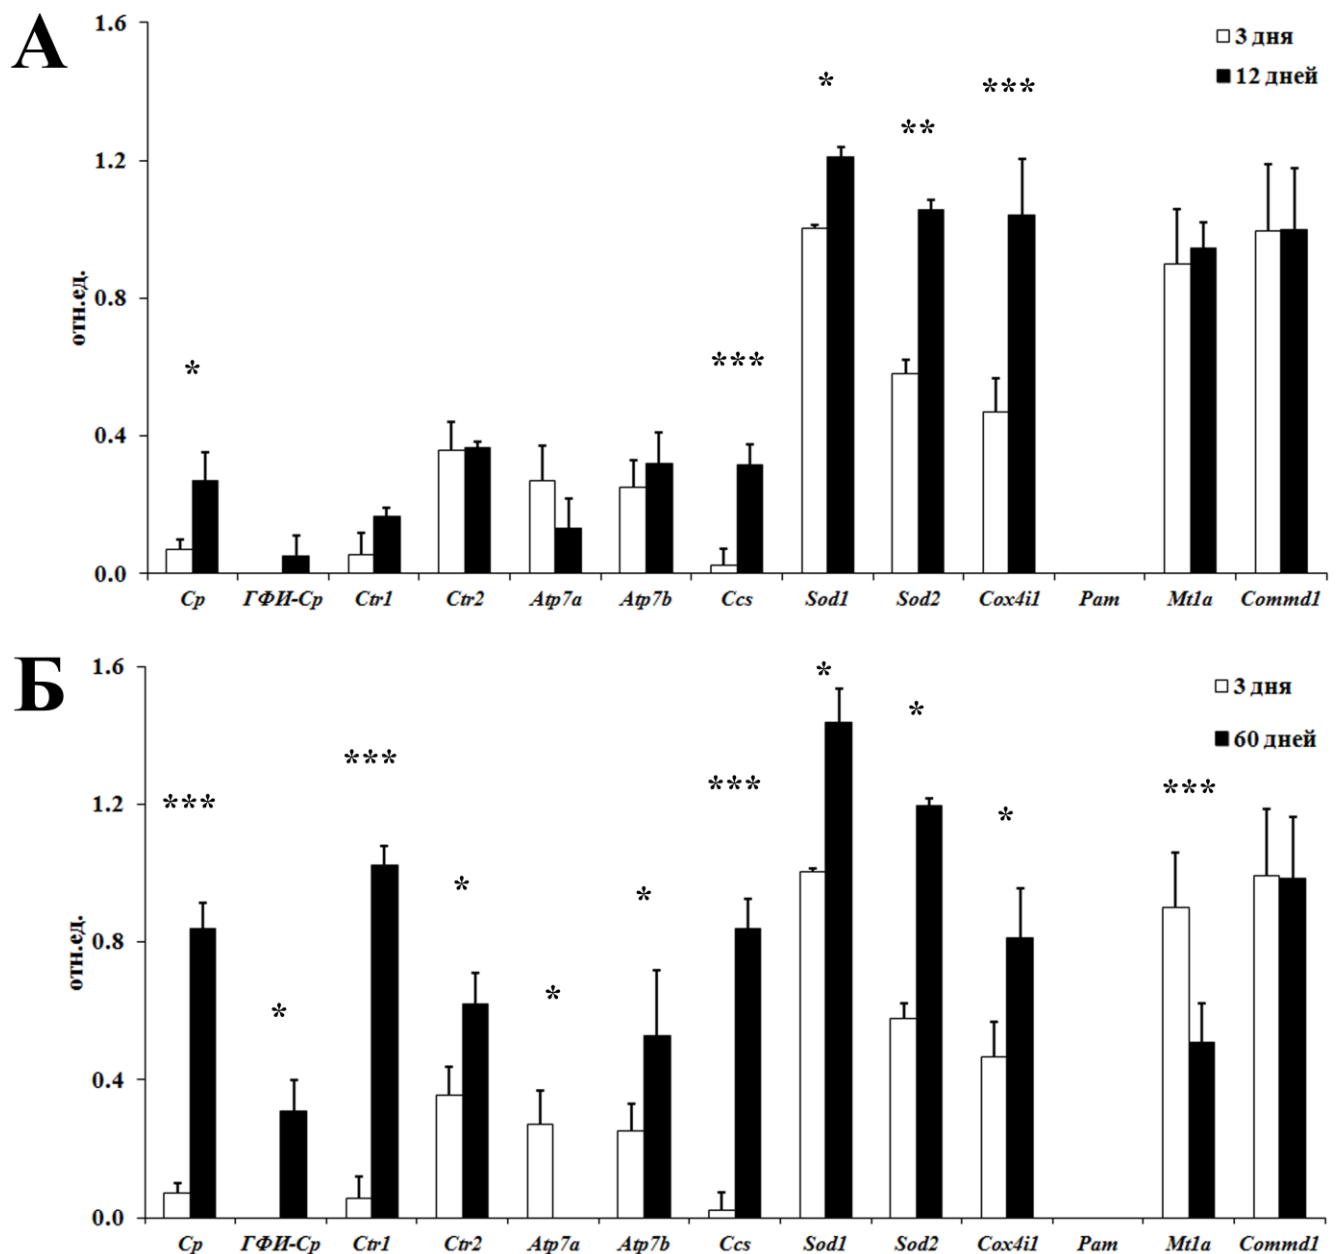 А
1.6
3 дня
12 дней
*
***
**
1.2
отн.ед.
0.8
*
***
0.4
0.0
Cp ГФИ-Cp Ctr1 Ctr2 Atp7a Atp7b Ccs Sod1 Sod2 Cox4i1 Pam Mt1a Commd1
Б
1.6
*
3 дня
*
60 дней
***
***
***
***
1.2
*
отн.ед.
*
*
0.8
*
*
0.4
0.0
Cp ГФИ-Cp Ctr1 Ctr2 Atp7a Atp7b Ccs Sod1 Sod2 Cox4i1 Pam Mt1a Commd1